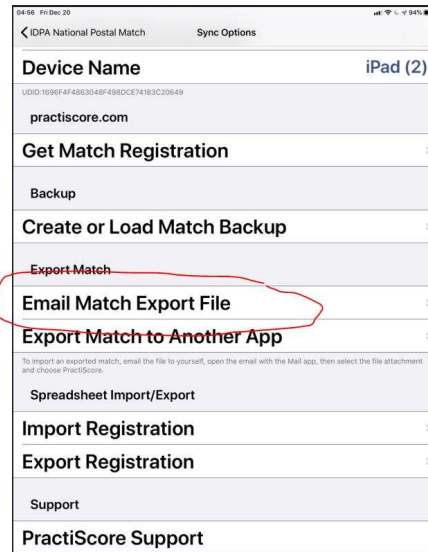 04:56 Fri Dec 20 94%
IDPA National Postal Match Sync Options
Device Name iPad (2)
UDID:1696F4F4863048F498DCE74183C20649
practiscore.com
Get Match Registration
Backup
Create or Load Match Backup
Export Match
Email Match Export File
Export Match to Another App
To import an exported match, email the file to yourself, open the email with the Mail app, then select the file attachment
and choose PractiScore.
Spreadsheet Import/Export
Import Registration
Export Registration
Support
PractiScore Support